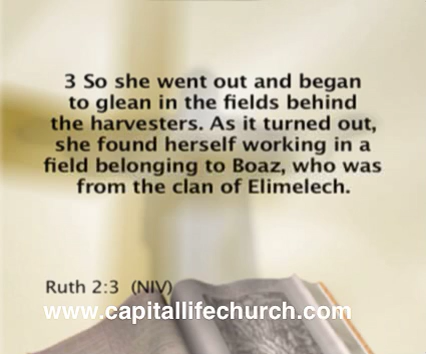 3 So she went out and began
to glean in the fields behind
the harvesters. As it turned out,
she found herself working in a
field belonging to Boaz, who was
from the clan of Elimelech.
Ruth 2:3 (NIV)
www.capitallifechurch.com